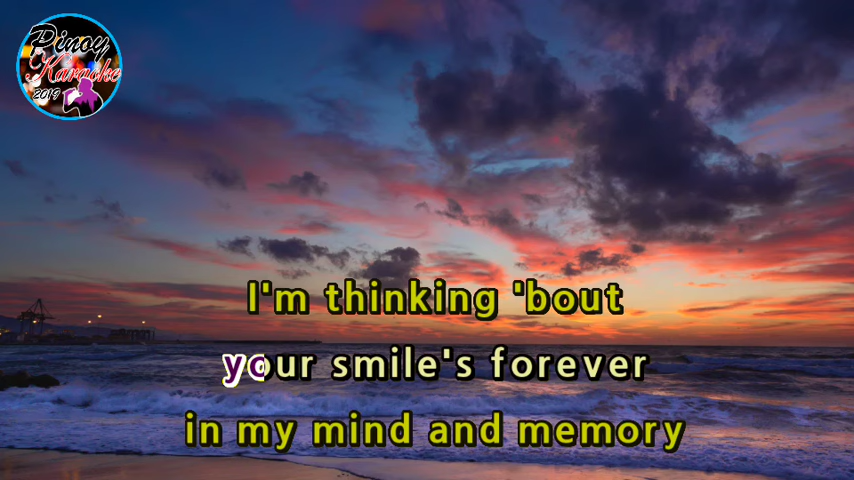 Pinoy
Karaoke
2019
I'm thinking 'bout
your smile's forever
in my mind and memory